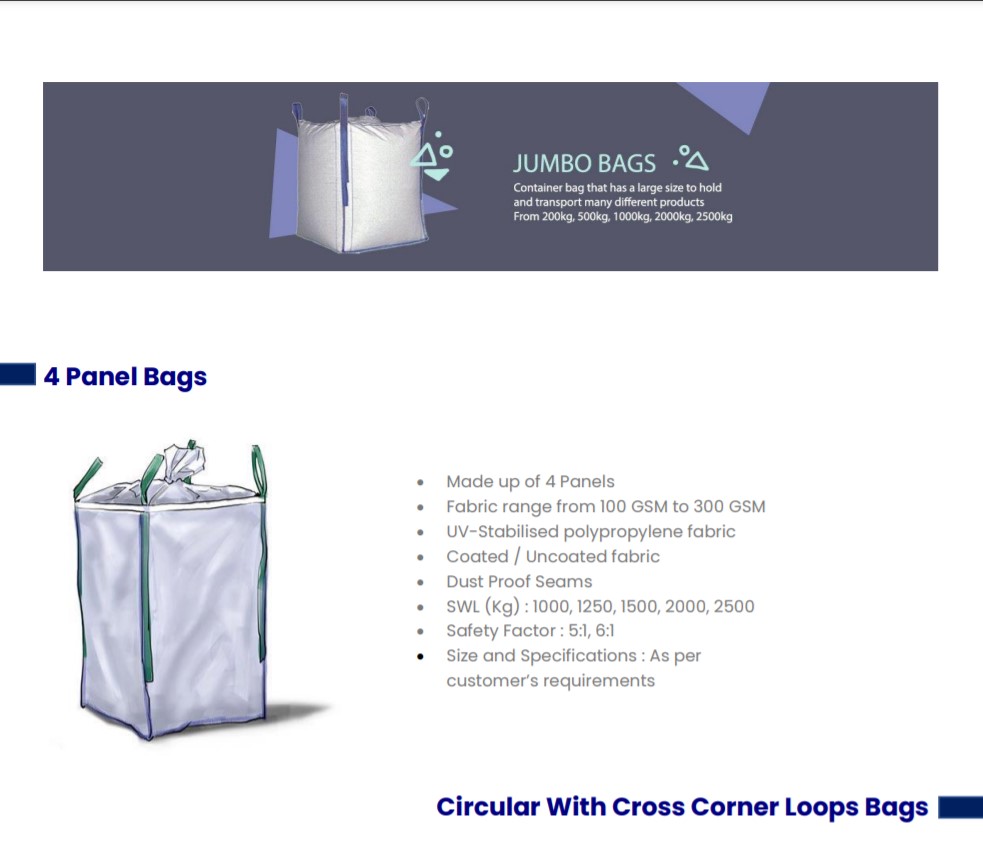 JUMBO BAGS
Container bag that has a large size to hold
and transport many different products
From 200kg, 500kg, 1000kg, 2000kg, 2500kg
4 Panel Bags
• Made up of 4 Panels
• Fabric range from 100 GSM to 300 GSM
• UV-Stabilised polypropylene fabric
• Coated / Uncoated fabric
• Dust Proof Seams
• SWL (Kg) : 1000, 1250, 1500, 2000, 2500
• Safety Factor : 5:1, 6:1
• Size and Specifications : As per
customer's requirements
Circular With Cross Corner Loops Bags